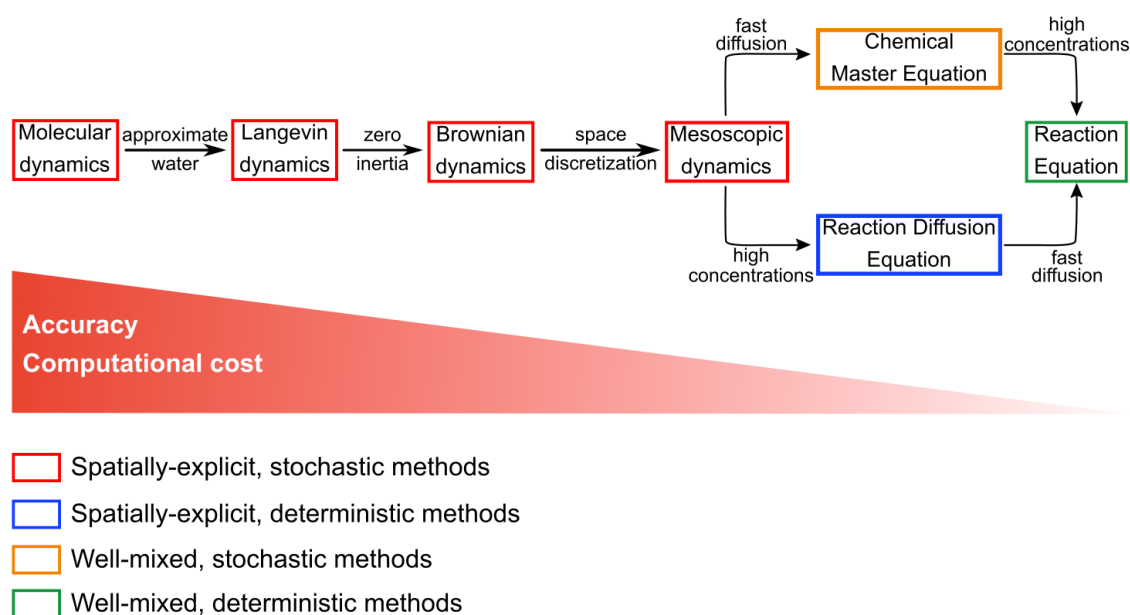 fast
diffusion
Chemical
Master Equation
high
concentrations
Molecular
dynamics
approximate
water
Langevin
dynamics
zero
inertia
Brownian
dynamics
space
discretization
Mesoscopic
dynamics
Reaction
Equation
high
concentrations
Reaction Diffusion
Equation
fast
diffusion
Accuracy
Computational cost
Spatially-explicit, stochastic methods
Spatially-explicit, deterministic methods
Well-mixed, stochastic methods
Well-mixed, deterministic methods